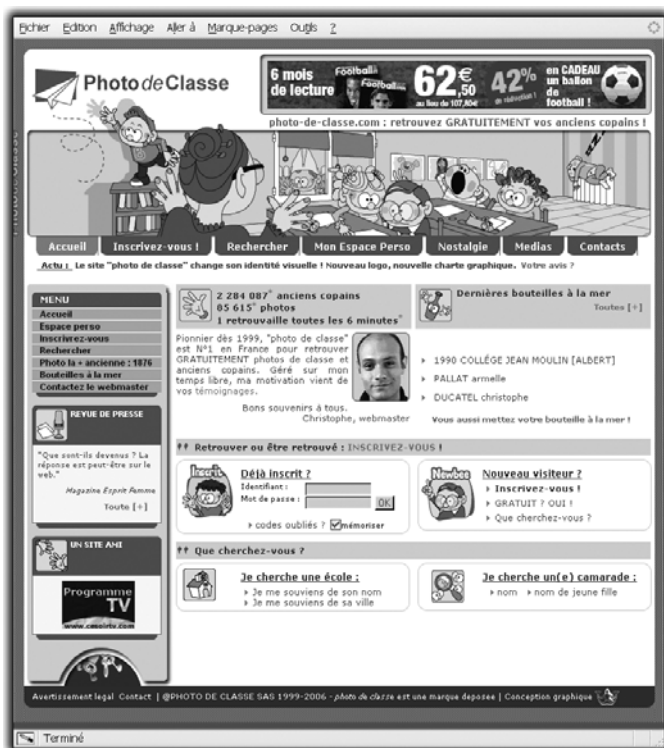 Fichier Edition Affichage Aller à Marque-pages Outils ?
PhotodeClasse
6 mois
de lecture
Football
Football
62€,50
au lieu de 107,80€
42%
de réduction !
en CADEAU
un ballon
de
football !
photo-de-classe.com : retrouvez GRATUITEMENT vos anciens copains !
PhotodeClasse
Accueil Inscrivez-vous ! Rechercher Mon Espace Perso Nostalgie Medias Contacts
Actu : Le site "photo de classe" change son identité visuelle ! Nouveau logo, nouvelle charte graphique. Votre avis ?
MENU
Accueil
Espace perso
Inscrivez-vous
Rechercher
Photo la + ancienne : 1876
Bouteilles à la mer
Contactez le webmaster
REVUE DE PRESSE
"Que sont-ils devenus ? La
réponse est peut-être sur le
web."
Magazine Esprit Femme
Toute [+]
UN SITE AMI
Programme
TV
2 284 087* anciens copains
85 615* photos
1 retrouvaille toutes les 6 minutes*
Pionnier dès 1999, "photo de classe"
est N°1 en France pour retrouver
GRATUITEMENT photos de classe et
anciens copains. Géré sur mon
temps libre, ma motivation vient de
vos témoignages.
Bons souvenirs à tous.
Christophe, webmaster
Dernières bouteilles à la mer
Toutes [+]
1990 COLLÉGE JEAN MOULIN [ALBERT]
PALLAT armelle
DUCATEL christophe
Vous aussi mettez votre bouteille à la mer !
Retrouver ou être retrouvé : INSCRIVEZ-VOUS !
Inscrit
Déjà inscrit ?
Identifiant :
Mot de passe :
OK
codes oubliés ? mémoriser
Newbee
Nouveau visiteur ?
Inscrivez-vous !
GRATUIT ? OUI !
Que cherchez-vous ?
Que cherchez-vous ?
Je cherche une école :
Je me souviens de son nom
Je me souviens de sa ville
Je cherche un(e) camarade :
nom nom de jeune fille
Avertissement legal Contact | @PHOTO DE CLASSE SAS 1999-2006 - photo de classe est une marque deposee | Conception graphique
Terminé